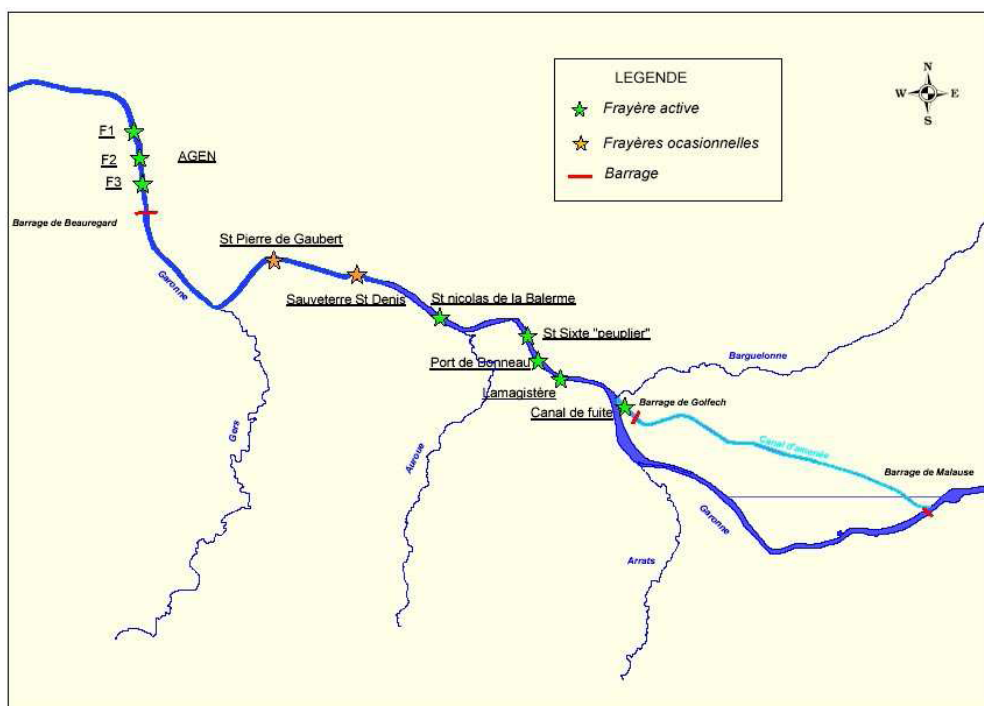 LEGENDE
Frayère active
Frayères ocasionnelles
Barrage
N
W E
S
F1
F2
AGEN
F3
Barrage de Beauregard
St Pierre de Gaubert
Garonne
Sauveterre St Denis
St nicolas de la Balerme
St Sixte "peuplier"
Port de Bonneau
Barguelonne
Lamagistère
Canal de fuite
Barrage de Golfech
Canal d'amenée
Barrage de Malause
Gers
Auroue
Garonne
Arrats